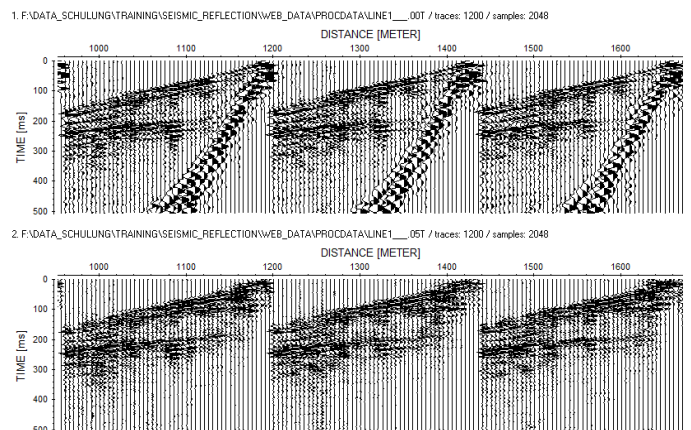 1. F:\DATA_SCHULUNG\TRAINING\SEISMIC_REFLECTION\WEB_DATA\PROCDATA\LINE1___.00T / traces: 1200 / samples: 2048
DISTANCE [METER]
1000 1100 1200 1300 1400 1500 1600
TIME [ms]
0
100
200
300
400
500
2. F:\DATA_SCHULUNG\TRAINING\SEISMIC_REFLECTION\WEB_DATA\PROCDATA\LINE1___.05T / traces: 1200 / samples: 2048
DISTANCE [METER]
1000 1100 1200 1300 1400 1500 1600
TIME [ms]
0
100
200
300
400
500